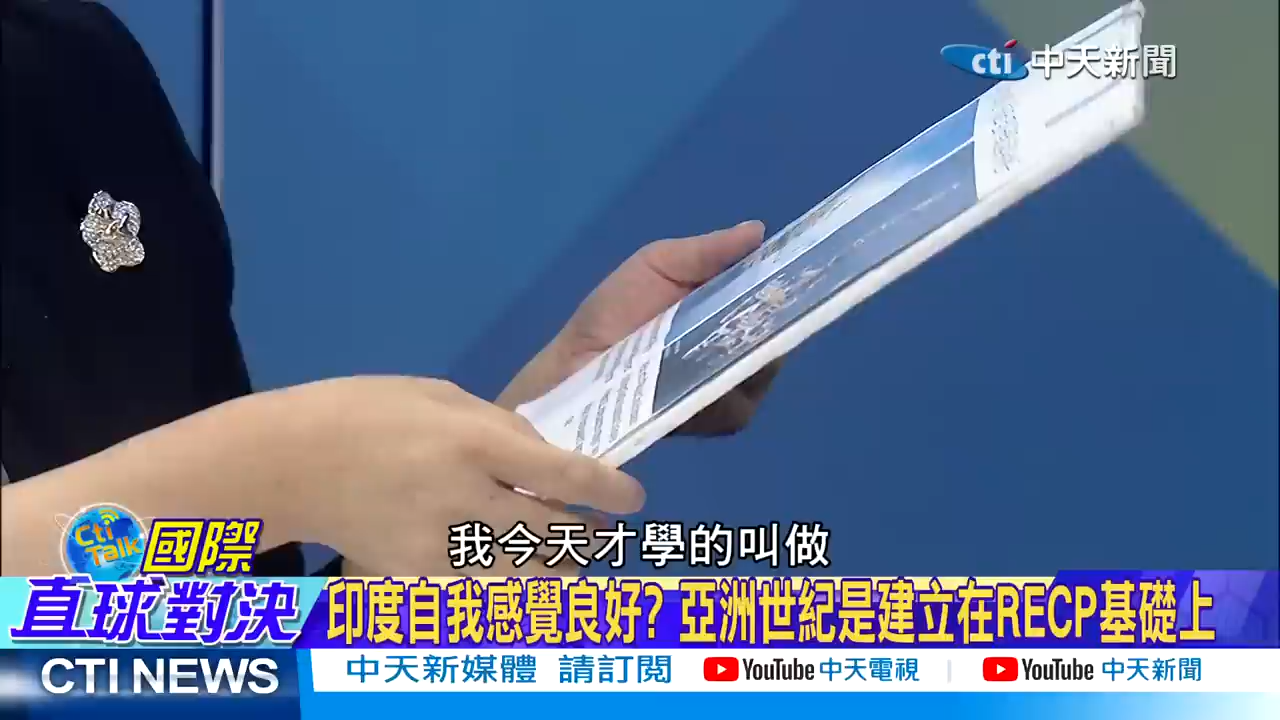 cti 中天新聞
我今天才學的叫做
Cti Talk 國際
直球對決
印度自我感覺良好? 亞洲世紀是建立在RECP基礎上
CTI NEWS
中天新媒體 請訂閱 YouTube 中天電視 | YouTube 中天新聞